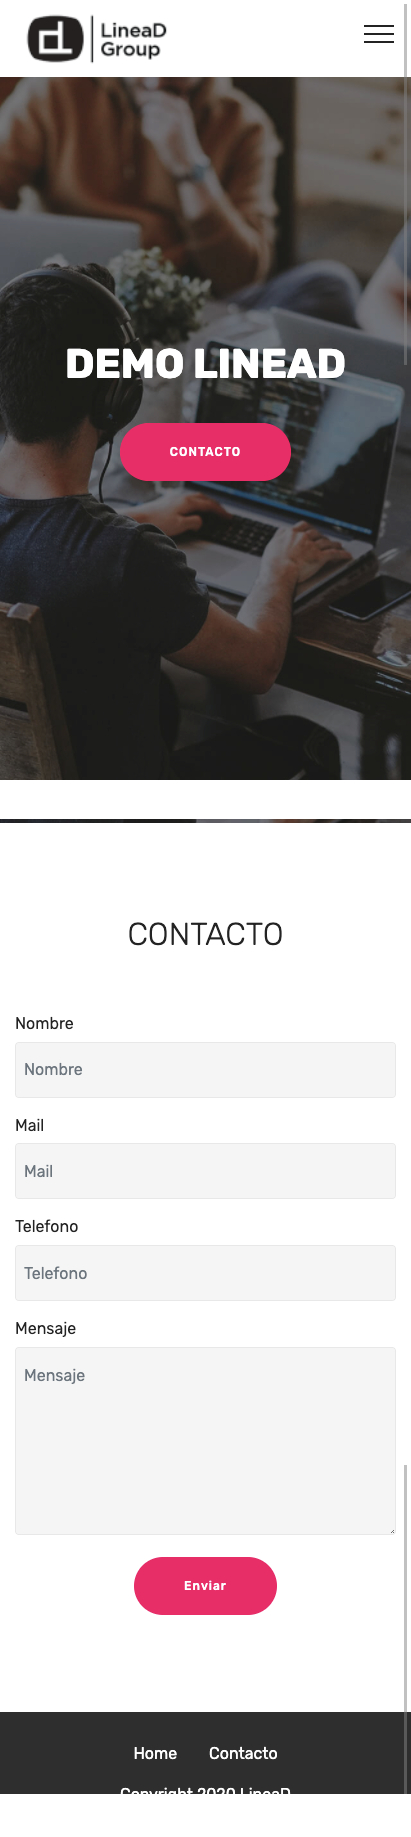 LineaD
Group
DEMO LINEAD
CONTACTO
CONTACTO
Nombre
Nombre
Mail
Mail
Telefono
Telefono
Mensaje
Mensaje
Enviar
Home Contacto
Copyright 2020 LineaD